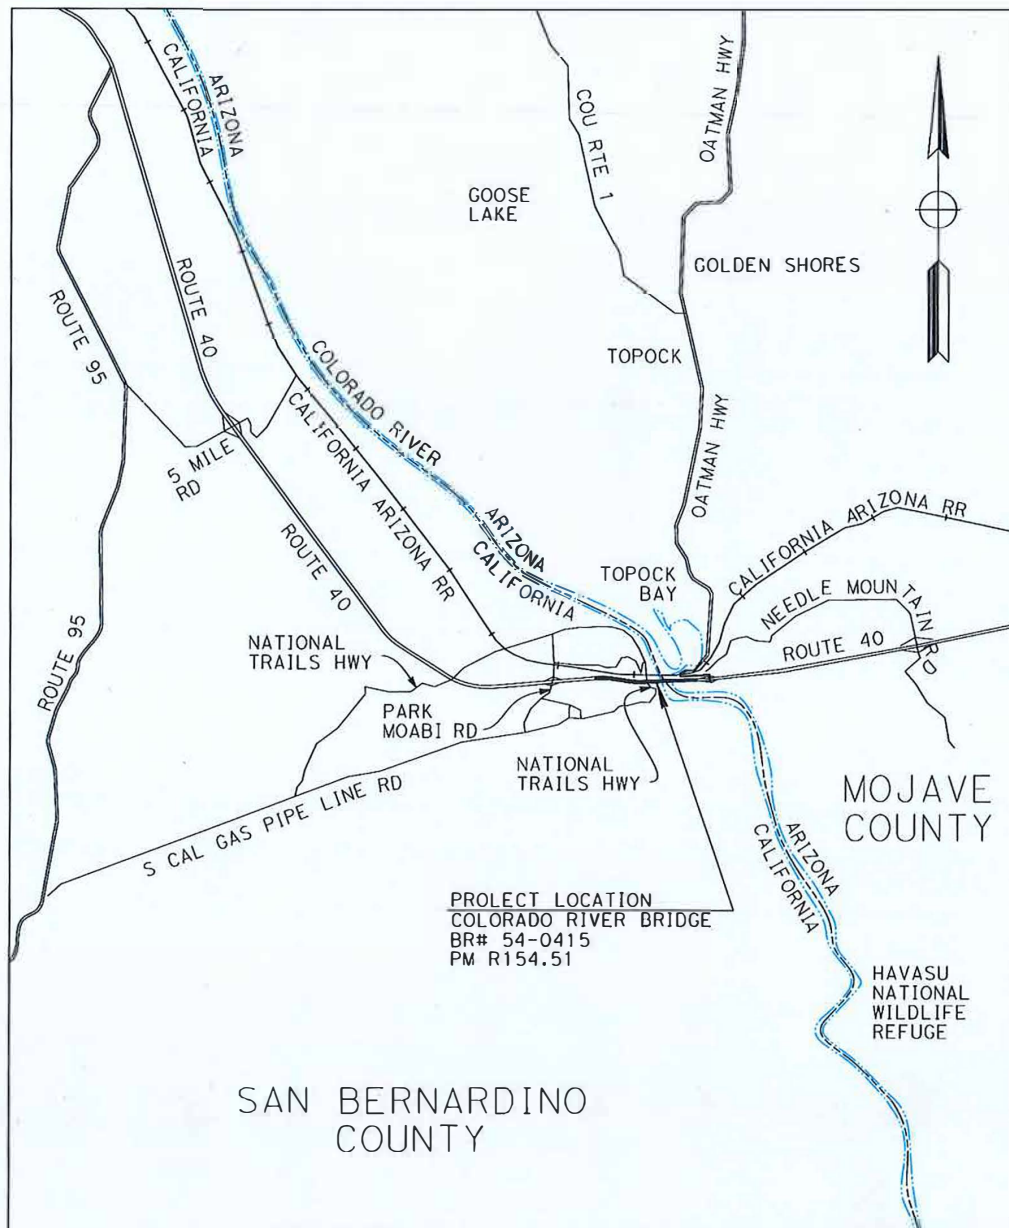 ARIZONA
CALIFORNIA
COU RTE 1
OATMAN HWY
GOOSE
LAKE
GOLDEN SHORES
ROUTE 40
ROUTE 95
COLORADO RIVER
TOPOCK
CALIFORNIA ARIZONA RR
OATMAN HWY
5 MILE
RD
ROUTE 40
ARIZONA
CALIFORNIA
CALIFORNIA ARIZONA RR
TOPOCK
BAY
NEEDLE MOUNTAIN RD
ROUTE 40
ROUTE 95
NATIONAL
TRAILS HWY
PARK
MOABI RD
NATIONAL
TRAILS HWY
S CAL GAS PIPE LINE RD
MOJAVE
COUNTY
ARIZONA
CALIFORNIA
PROLECT LOCATION
COLORADO RIVER BRIDGE
BR# 54-0415
PM R154.51
HAVASU
NATIONAL
WILDLIFE
REFUGE
SAN BERNARDINO
COUNTY